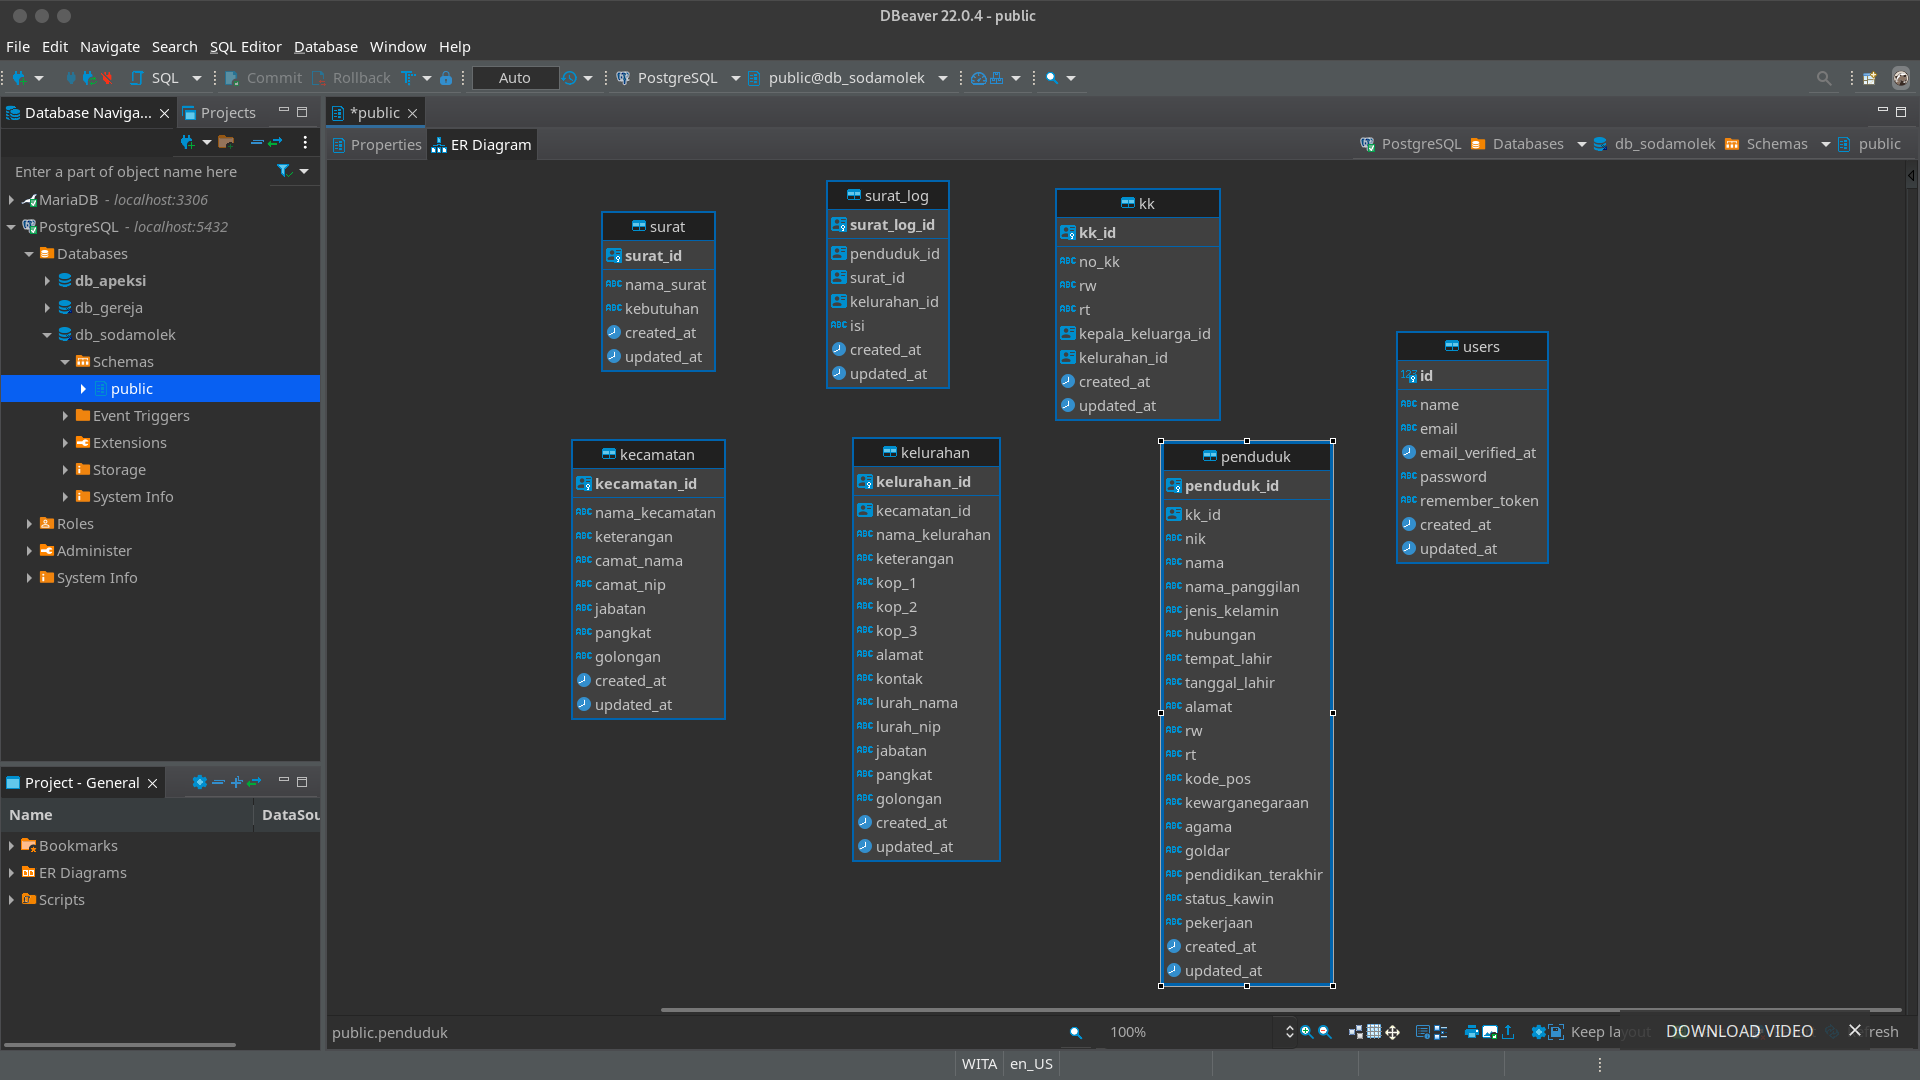 DBeaver 22.0.4 - public
File Edit Navigate Search SQL Editor Database Window Help
SQL Commit Rollback Auto PostgreSQL public@db_sodamolek
Database Naviga... Projects
*public
Properties ER Diagram
PostgreSQL Databases db_sodamolek Schemas public
Enter a part of object name here
MariaDB - localhost:3306
PostgreSQL - localhost:5432
Databases
db_apeksi
db_gereja
db_sodamolek
Schemas
public
Event Triggers
Extensions
Storage
System Info
Roles
Administer
System Info
Project - General
Name DataSou
Bookmarks
ER Diagrams
Scripts
surat
surat_id
nama_surat
kebutuhan
created_at
updated_at
surat_log
surat_log_id
penduduk_id
surat_id
kelurahan_id
isi
created_at
updated_at
kk
kk_id
no_kk
rw
rt
kepala_keluarga_id
kelurahan_id
created_at
updated_at
users
id
name
email
email_verified_at
password
remember_token
created_at
updated_at
kecamatan
kecamatan_id
nama_kecamatan
keterangan
camat_nama
camat_nip
jabatan
pangkat
golongan
created_at
updated_at
kelurahan
kelurahan_id
kecamatan_id
nama_kelurahan
keterangan
kop_1
kop_2
kop_3
alamat
kontak
lurah_nama
lurah_nip
jabatan
pangkat
golongan
created_at
updated_at
penduduk
penduduk_id
kk_id
nik
nama
nama_panggilan
jenis_kelamin
hubungan
tempat_lahir
tanggal_lahir
alamat
rw
rt
kode_pos
kewarganegaraan
agama
goldar
pendidikan_terakhir
status_kawin
pekerjaan
created_at
updated_at
public.penduduk 100% Keep layout DOWNLOAD VIDEO
WITA en_US